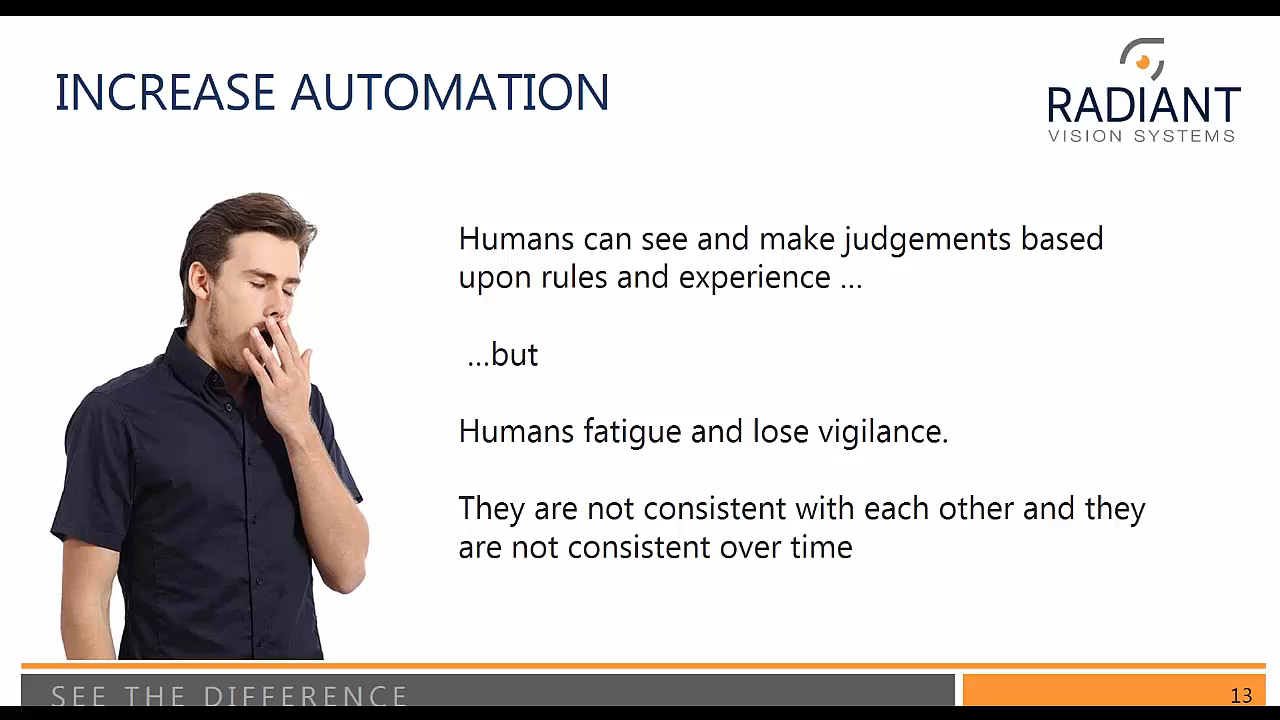 INCREASE AUTOMATION
RADIANT
VISION SYSTEMS
Humans can see and make judgements based
upon rules and experience ...
...but
Humans fatigue and lose vigilance.
They are not consistent with each other and they
are not consistent over time
SEE THE DIFFERENCE
13